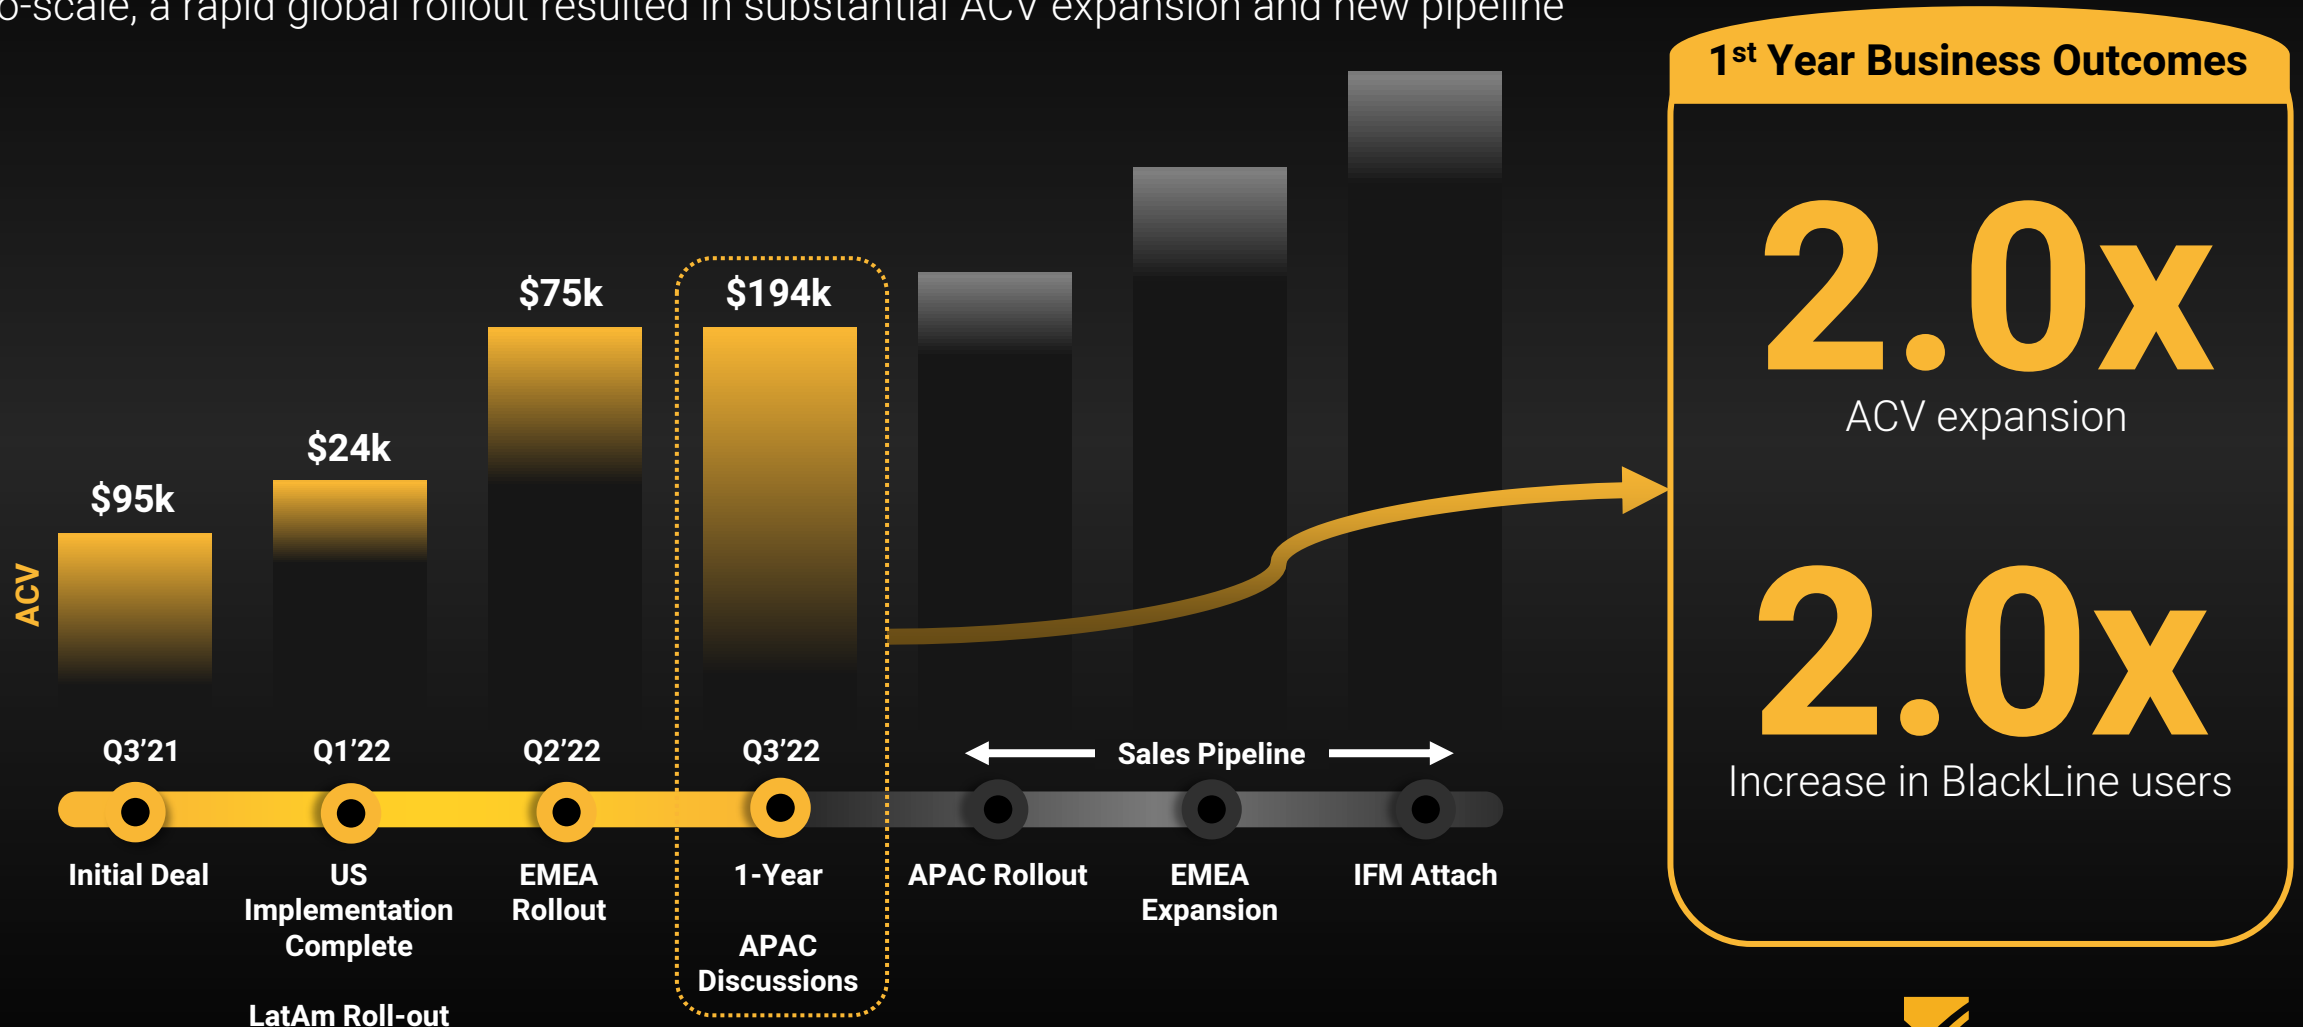 o-scale, a rapid global rollout resulted in substantial ACV expansion and new pipeline
1st Year Business Outcomes
2.0x
ACV expansion
2.0x
Increase in BlackLine users
ACV
$95k
$24k
$75k
$194k
Q3’21
Q1’22
Q2’22
Q3’22
Sales Pipeline
Initial Deal
US
Implementation
Complete
LatAm Roll-out
EMEA
Rollout
1-Year
APAC
Discussions
APAC Rollout
EMEA
Expansion
IFM Attach